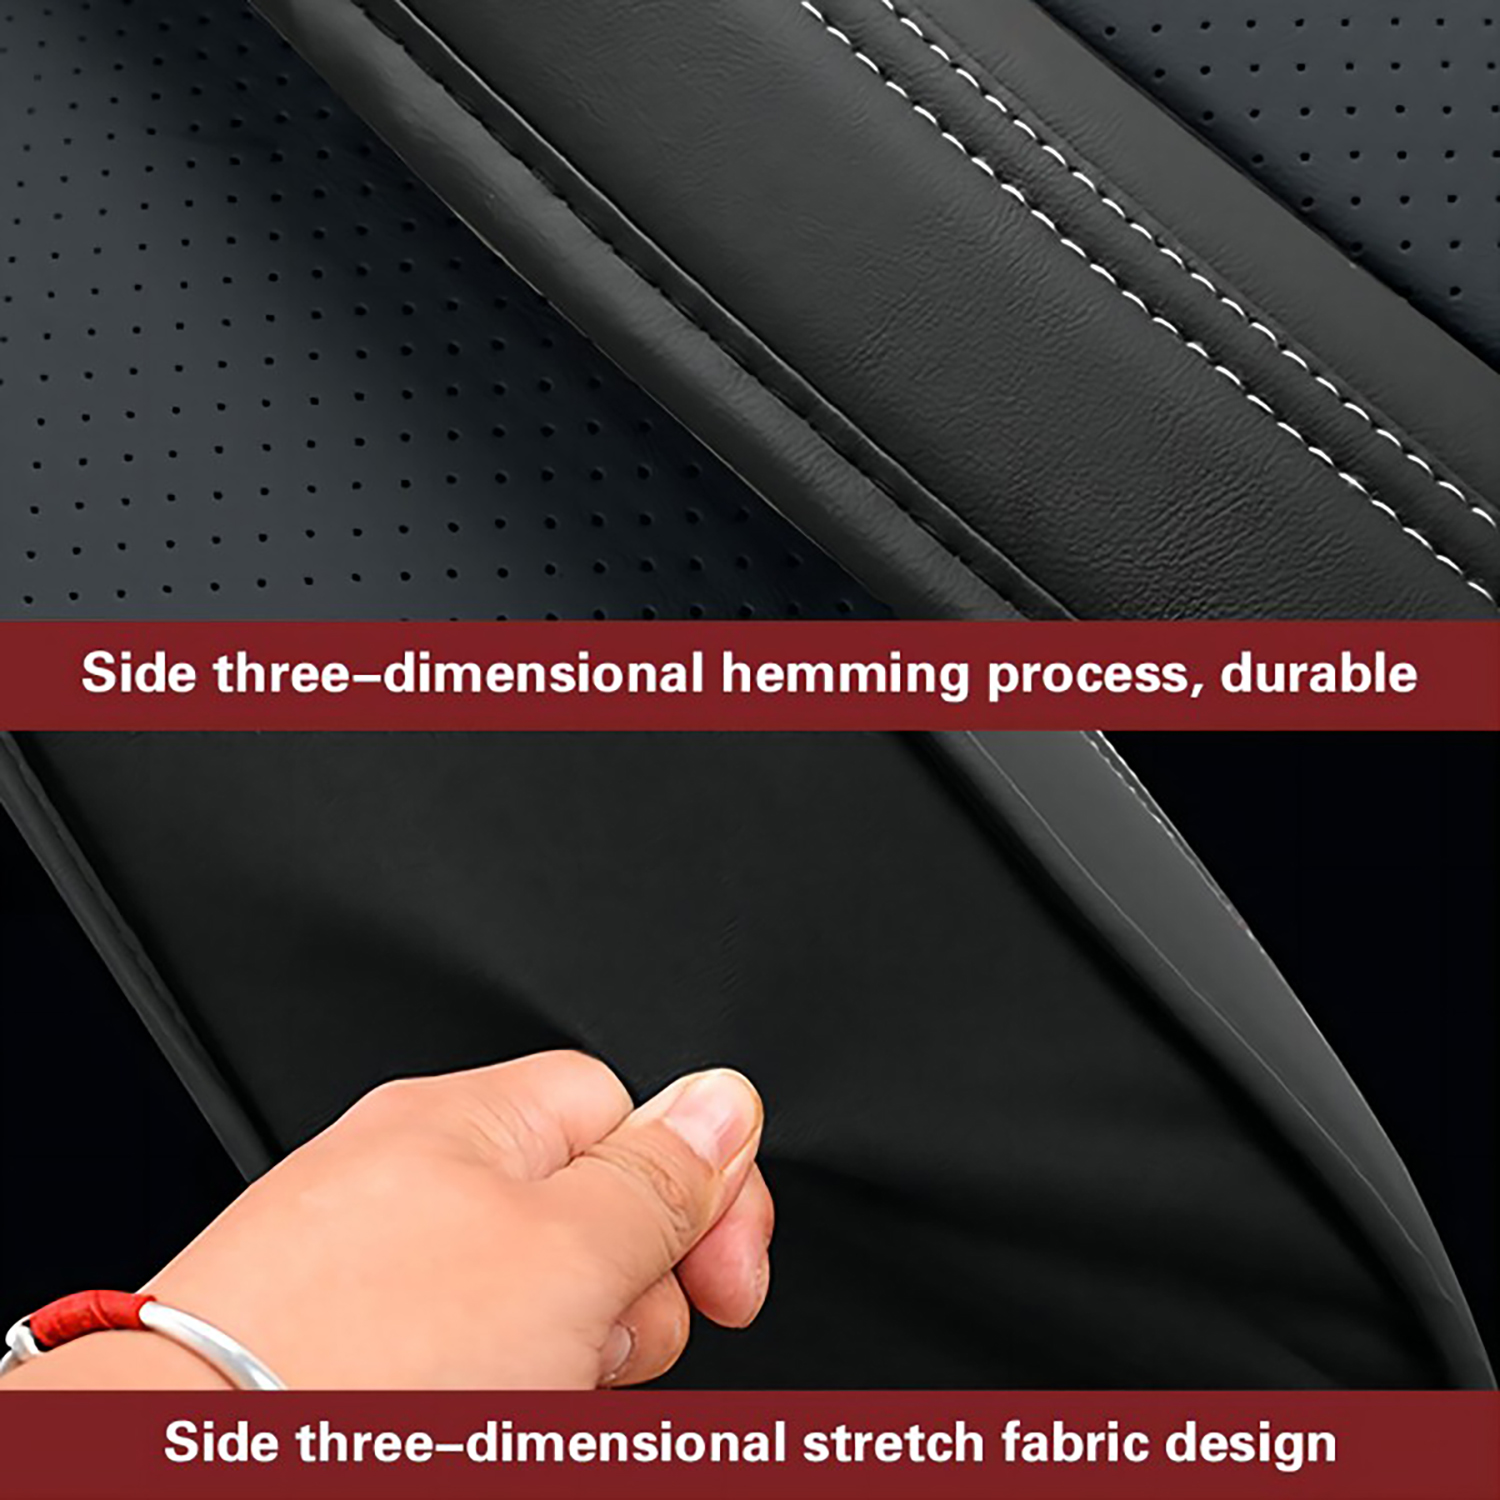 Side three–dimensional hemming process, durable
Side three–dimensional stretch fabric design